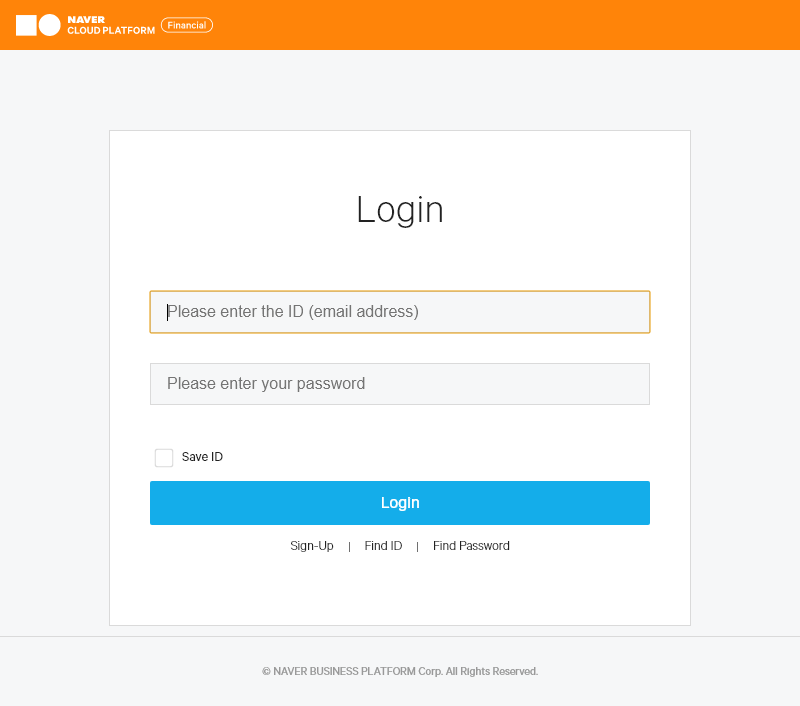 NAVER
CLOUD PLATFORM Financial
Login
Please enter the ID (email address)
Please enter your password
Save ID
Login
Sign-Up | Find ID | Find Password
© NAVER BUSINESS PLATFORM Corp. All Rights Reserved.